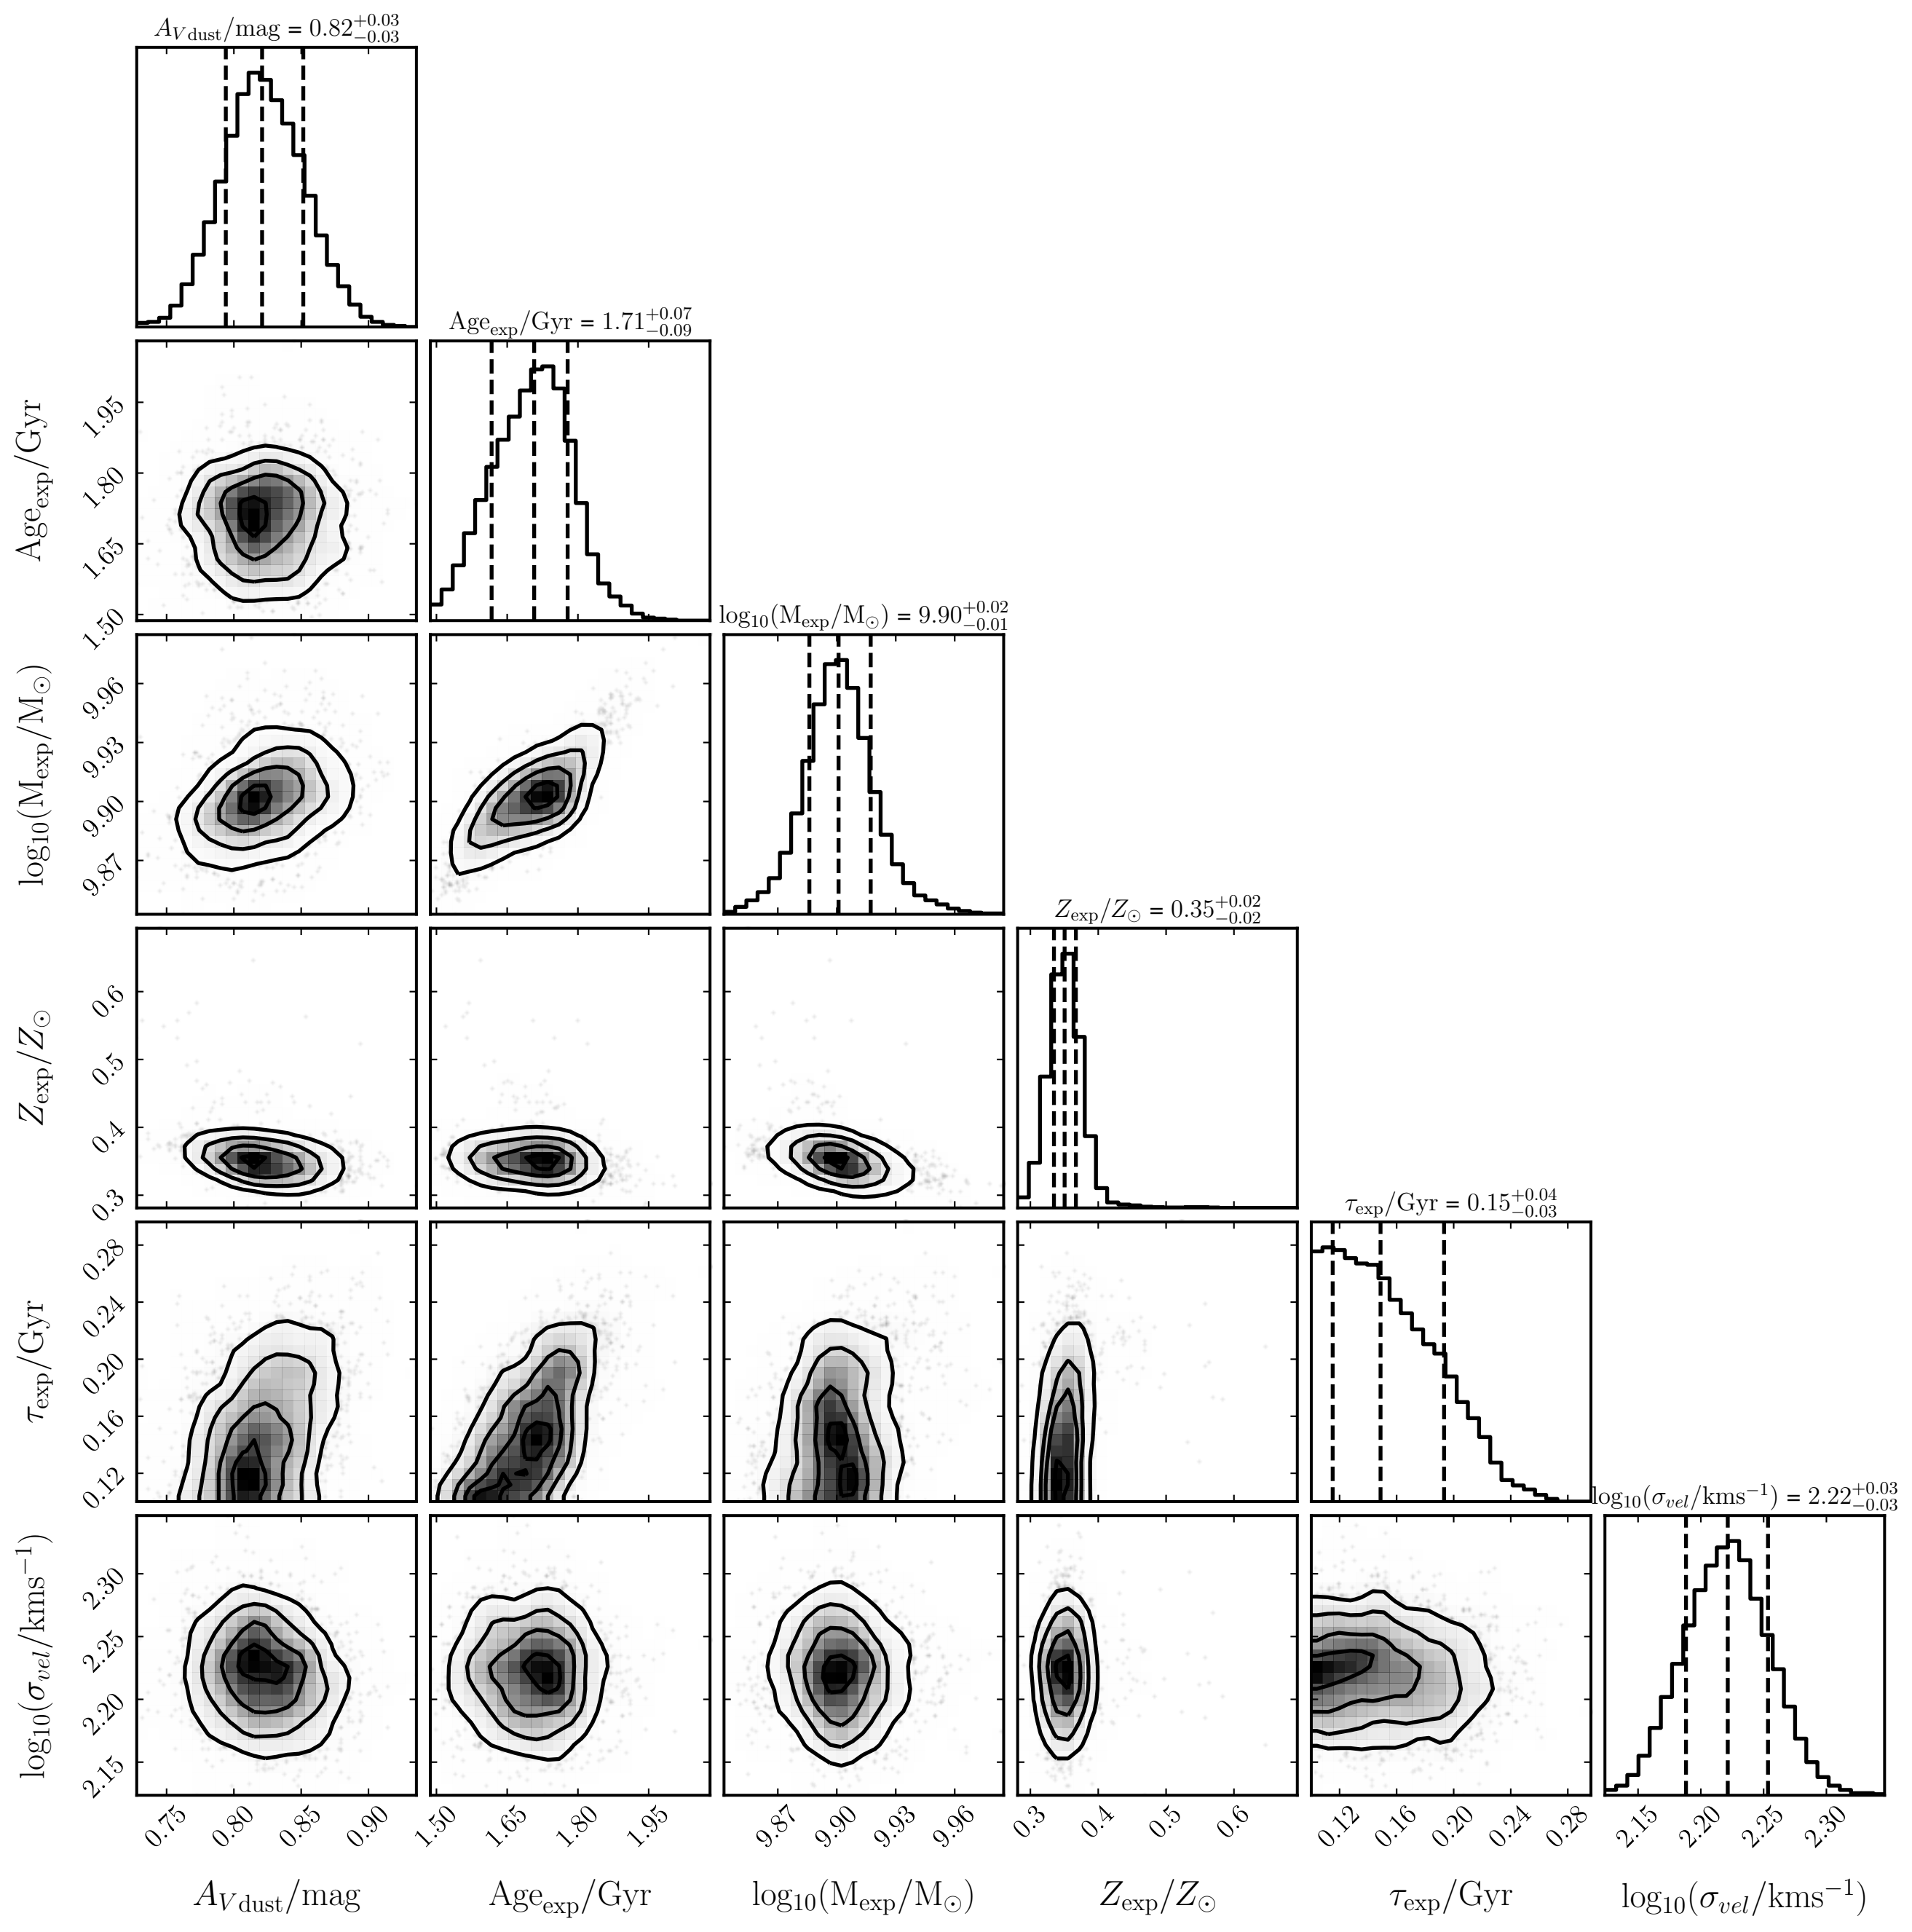 A_V dust/mag = 0.82 +0.03 −0.03
Age_exp/Gyr = 1.71 +0.07 −0.09
Age_exp/Gyr
1.95
1.80
1.65
1.50
log₁₀(M_exp/M⊙) = 9.90 +0.02 −0.01
log₁₀(M_exp/M⊙)
9.96
9.93
9.90
9.87
Z_exp/Z⊙ = 0.35 +0.02 −0.02
Z_exp/Z⊙
0.6
0.5
0.4
0.3
τ_exp/Gyr = 0.15 +0.04 −0.03
τ_exp/Gyr
0.28
0.24
0.20
0.16
0.12
log₁₀(σ_vel/kms⁻¹) = 2.22 +0.03 −0.03
log₁₀(σ_vel/kms⁻¹)
2.30
2.25
2.20
2.15
0.75 0.80 0.85 0.90 1.50 1.65 1.80 1.95 9.87 9.90 9.93 9.96 0.3 0.4 0.5 0.6 0.12 0.16 0.20 0.24 0.28 2.15 2.20 2.25 2.30
A_V dust/mag Age_exp/Gyr log₁₀(M_exp/M⊙) Z_exp/Z⊙ τ_exp/Gyr log₁₀(σ_vel/kms⁻¹)